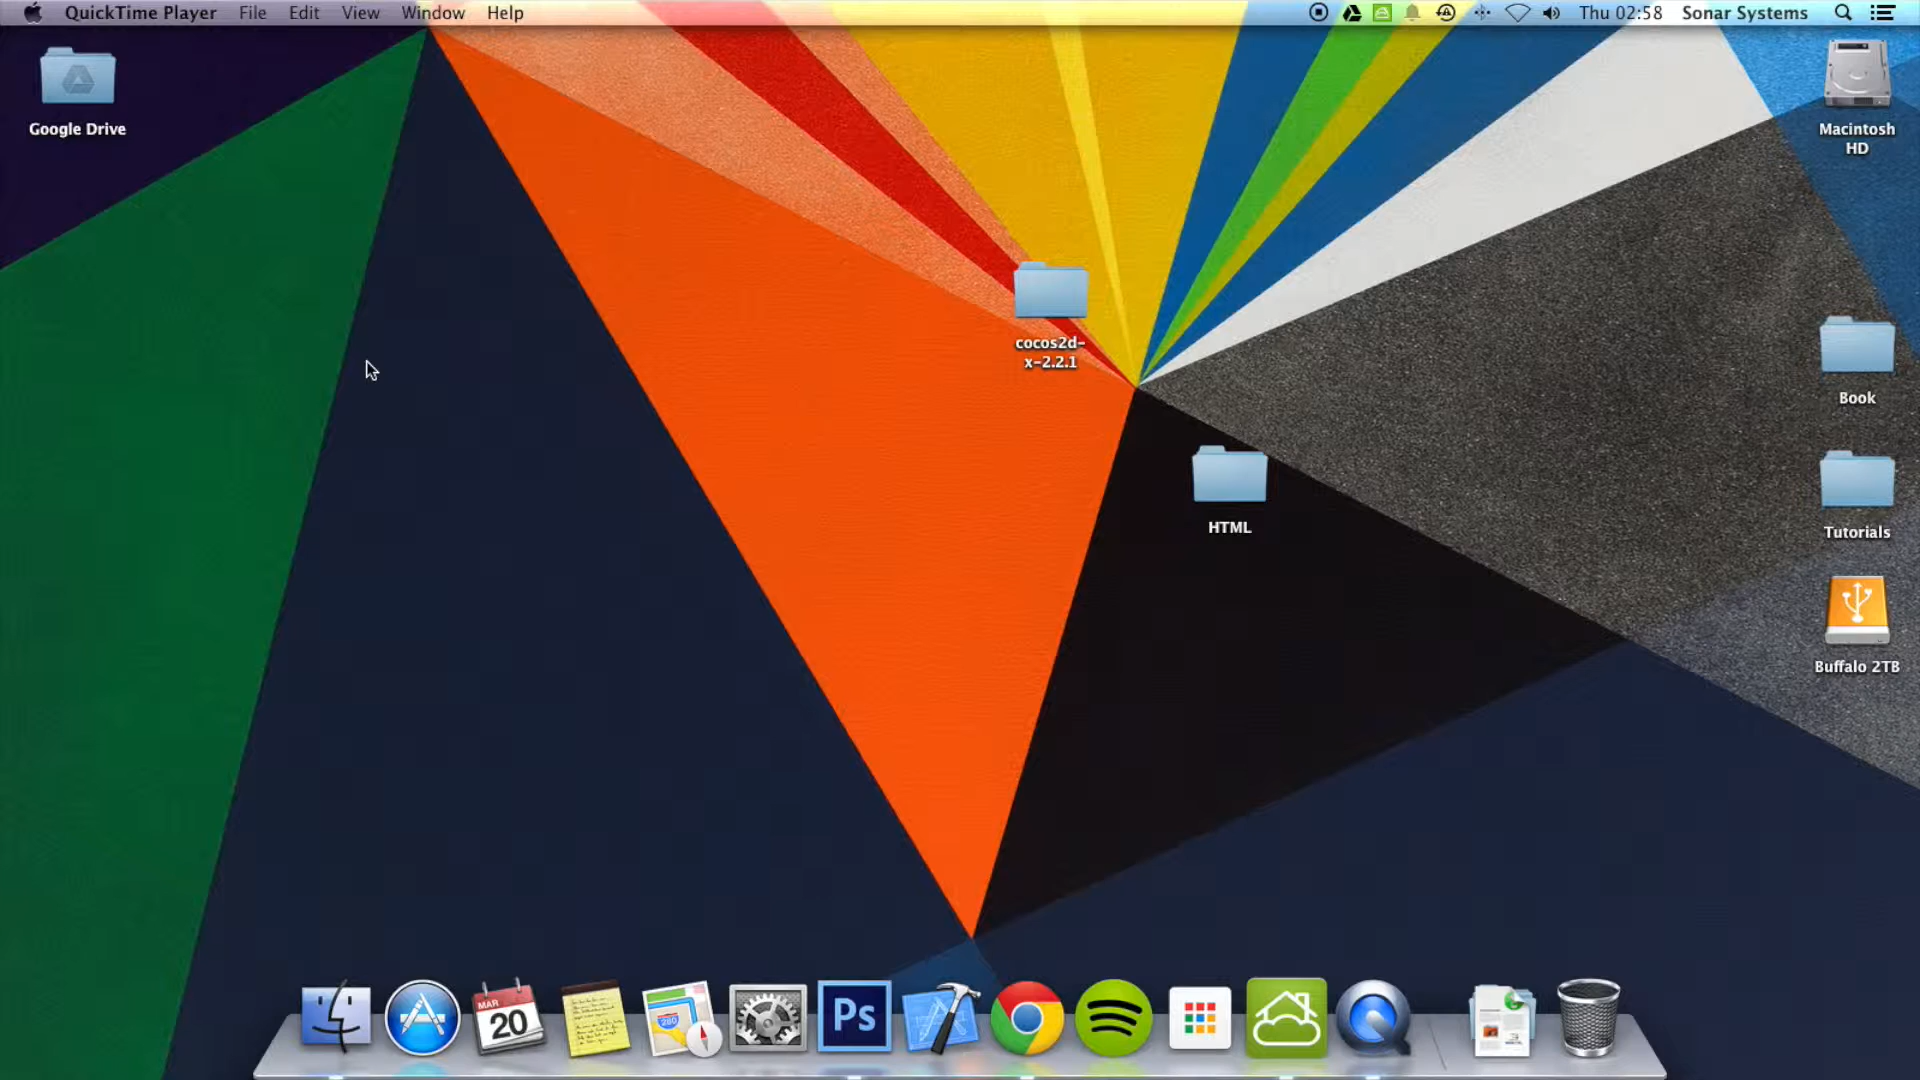 QuickTime Player File Edit View Window Help Thu 02:58 Sonar Systems
Google Drive
Macintosh
HD
cocos2d-
x-2.2.1
Book
HTML
Tutorials
Buffalo 2TB
MAR
20
280
Ps